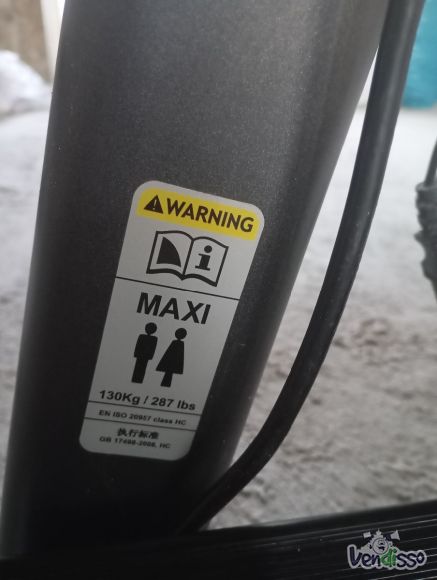 WARNING
MAXI
130Kg / 287 lbs
EN ISO 20957 class HC
执行标准
GB 17498-2008, HC
Vendisso